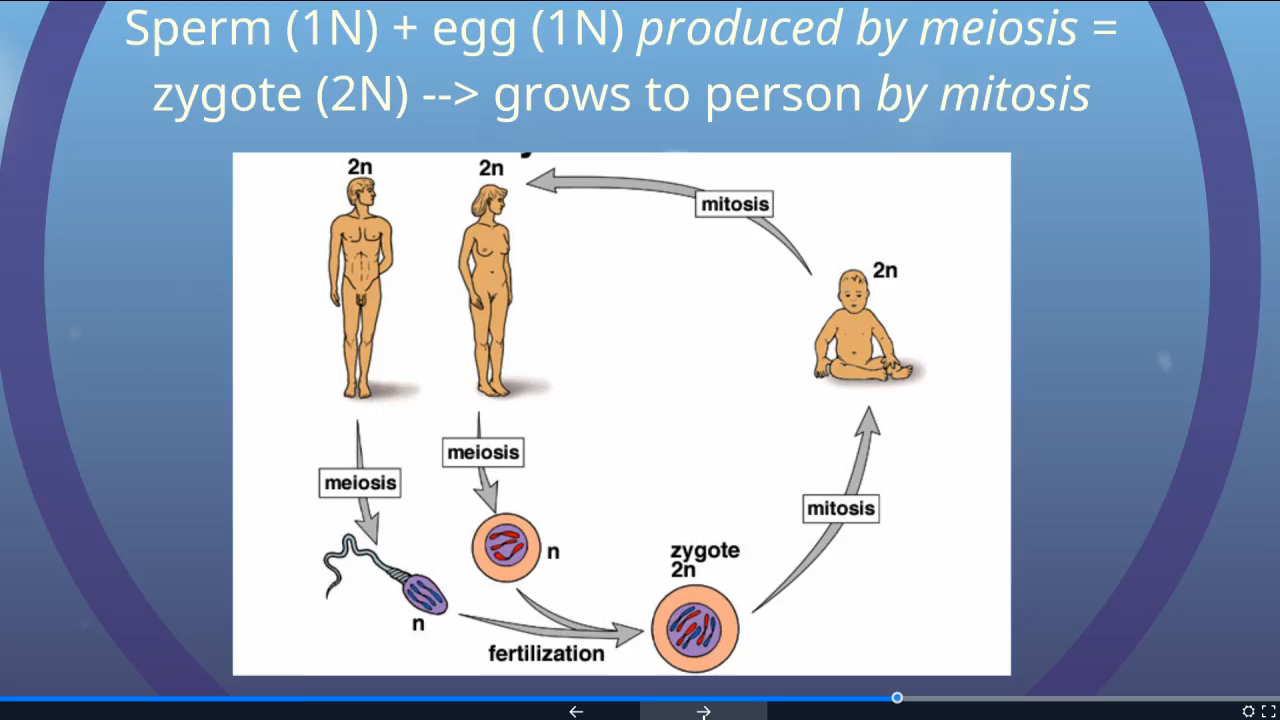 Sperm (1N) + egg (1N) produced by meiosis =
zygote (2N) --> grows to person by mitosis
2n
2n
mitosis
2n
meiosis
meiosis
mitosis
n
zygote
2n
n
fertilization